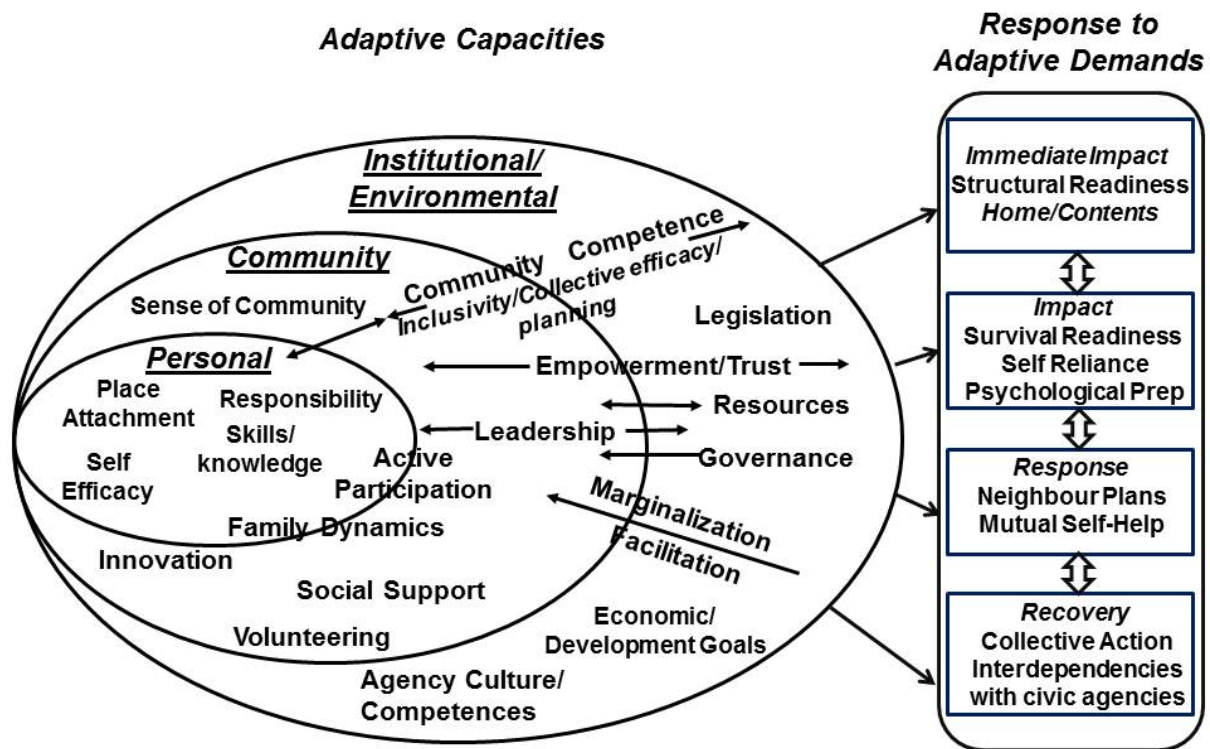 Adaptive Capacities
Response to
Adaptive Demands
Institutional/
Environmental
Community
Sense of Community
Community Competence
Inclusivity/Collective efficacy/
planning
Legislation
Personal
Place
Attachment
Responsibility
Skills/
knowledge
Self
Efficacy
Empowerment/Trust
Resources
Leadership
Governance
Active
Participation
Marginalization
Facilitation
Family Dynamics
Innovation
Social Support
Volunteering
Economic/
Development Goals
Agency Culture/
Competences
Immediate Impact
Structural Readiness
Home/Contents
Impact
Survival Readiness
Self Reliance
Psychological Prep
Response
Neighbour Plans
Mutual Self-Help
Recovery
Collective Action
Interdependencies
with civic agencies